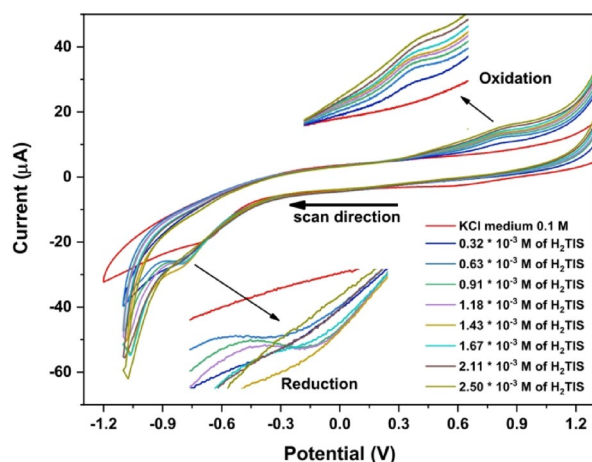 Oxidation
scan direction
Reduction
KCl medium 0.1 M
0.32 * 10⁻³ M of H₂TIS
0.63 * 10⁻³ M of H₂TIS
0.91 * 10⁻³ M of H₂TIS
1.18 * 10⁻³ M of H₂TIS
1.43 * 10⁻³ M of H₂TIS
1.67 * 10⁻³ M of H₂TIS
2.11 * 10⁻³ M of H₂TIS
2.50 * 10⁻³ M of H₂TIS
Current (µA)
40
20
0
-20
-40
-60
-1.2 -0.9 -0.6 -0.3 0.0 0.3 0.6 0.9 1.2
Potential (V)